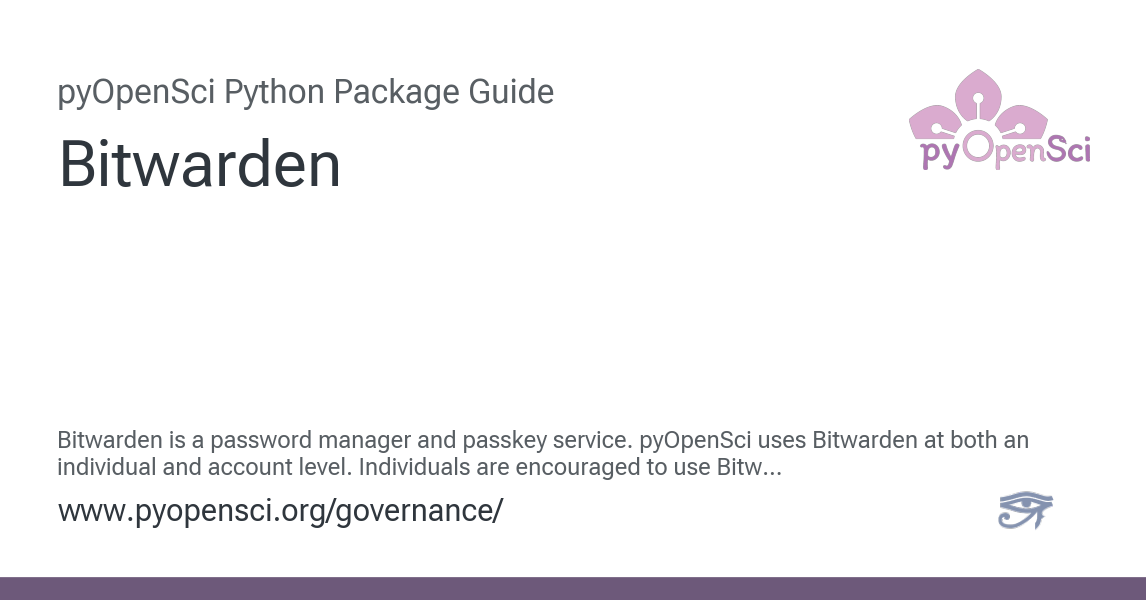 pyOpenSci Python Package Guide
Bitwarden
pyOpenSci
Bitwarden is a password manager and passkey service. pyOpenSci uses Bitwarden at both an
individual and account level. Individuals are encouraged to use Bitw...
www.pyopensci.org/governance/